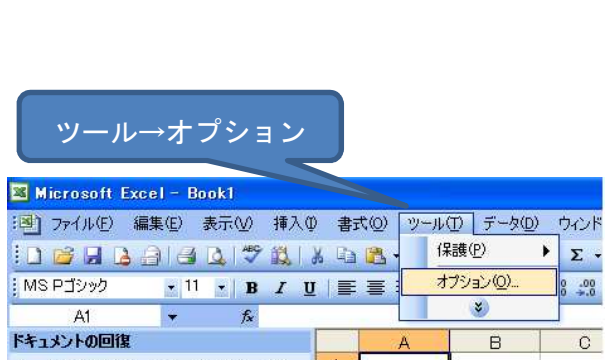 ツール→オプション
Microsoft Excel - Book1
ファイル(F) 編集(E) 表示(V) 挿入(I) 書式(O) ツール(T) データ(D) ウィンド
保護(P)
MS Pゴシック 11 B I U オプション(O)...
A1 fx
ドキュメントの回復 A B C